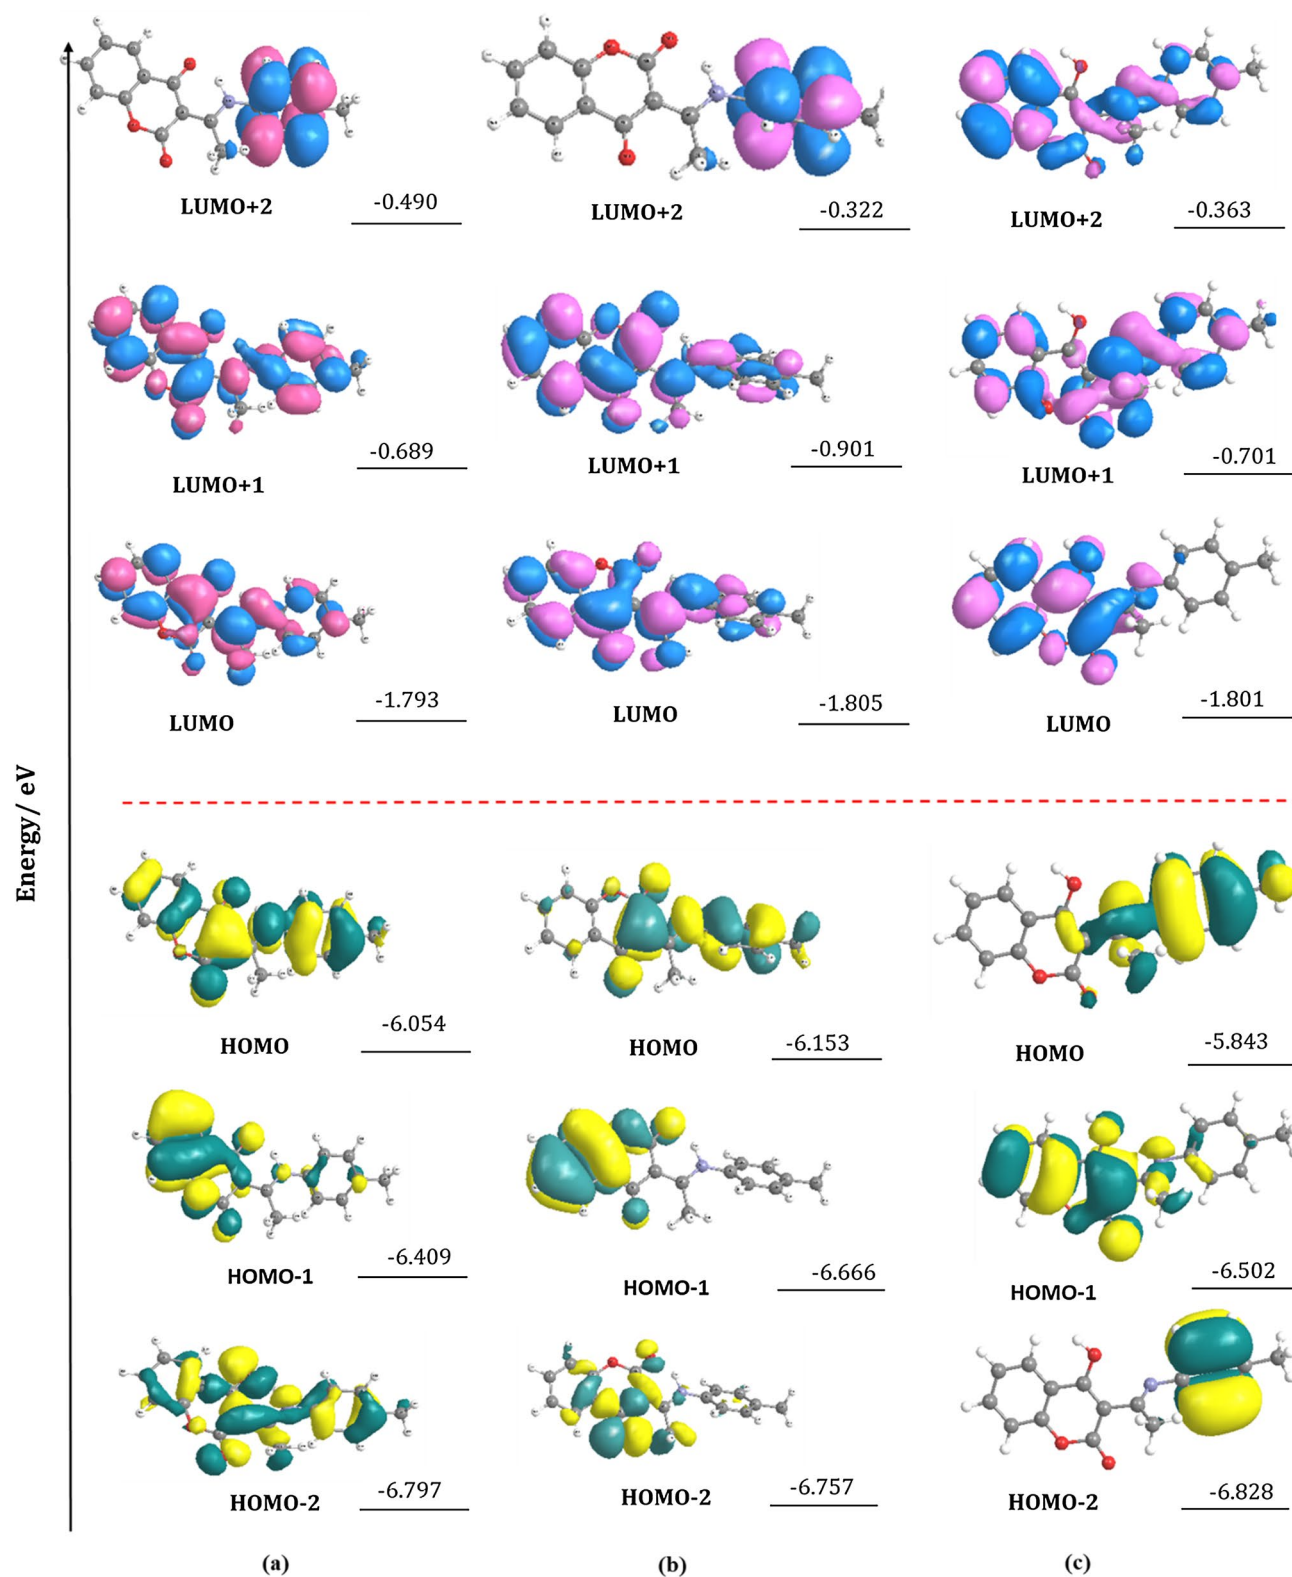 LUMO+2 -0.490 LUMO+2 -0.322 LUMO+2 -0.363
LUMO+1 -0.689 LUMO+1 -0.901 LUMO+1 -0.701
LUMO -1.793 LUMO -1.805 LUMO -1.801
Energy/ eV
HOMO -6.054 HOMO -6.153 HOMO -5.843
HOMO-1 -6.409 HOMO-1 -6.666 HOMO-1 -6.502
HOMO-2 -6.797 HOMO-2 -6.757 HOMO-2 -6.828
(a) (b) (c)